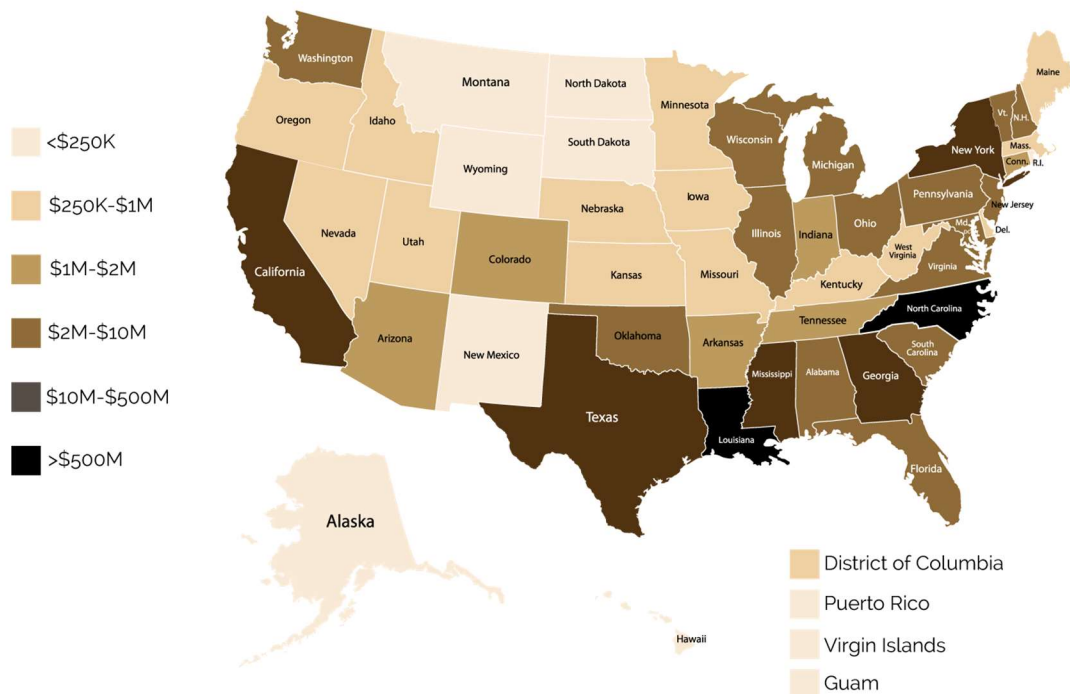 <$250K
$250K-$1M
$1M-$2M
$2M-$10M
$10M-$500M
>$500M
Washington
Oregon
Idaho
Montana
North Dakota
South Dakota
Wyoming
Minnesota
Wisconsin
Michigan
Iowa
Nebraska
Nevada
Utah
Colorado
Kansas
Missouri
Illinois
Indiana
Ohio
Pennsylvania
New York
Vt.
N.H.
Maine
Mass.
Conn.
R.I.
New Jersey
Md.
Del.
West
Virginia
Virginia
Kentucky
California
Arizona
New Mexico
Oklahoma
Arkansas
Tennessee
North Carolina
South
Carolina
Texas
Louisiana
Mississippi
Alabama
Georgia
Florida
Alaska
Hawaii
District of Columbia
Puerto Rico
Virgin Islands
Guam